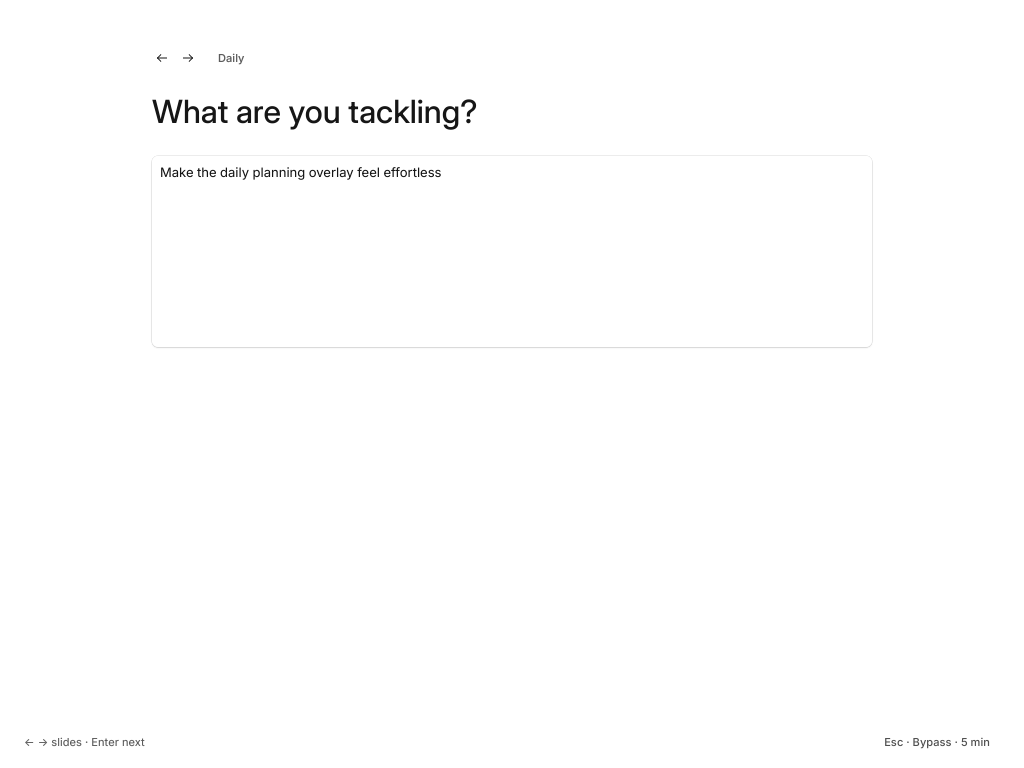 ← → Daily
What are you tackling?
Make the daily planning overlay feel effortless
← → slides · Enter next
Esc · Bypass · 5 min